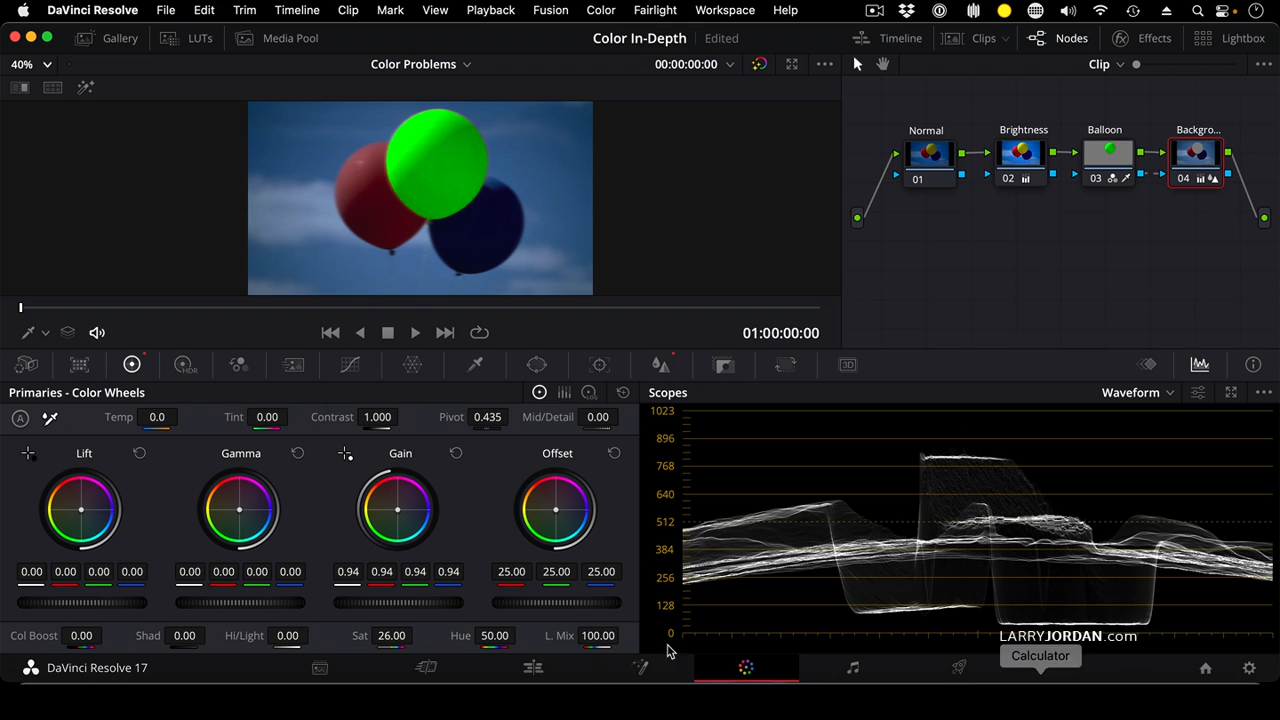 DaVinci Resolve File Edit Trim Timeline Clip Mark View Playback Fusion Color Fairlight Workspace Help
Gallery LUTs Media Pool Color In-Depth Edited Timeline Clips Nodes Effects Lightbox
40% Color Problems 00:00:00:00 Clip
Normal Brightness Balloon Backgro...
01 02 03 04
01:00:00:00
HDR 3D
Primaries - Color Wheels LOG Scopes Waveform
A Temp 0.0 Tint 0.00 Contrast 1.000 Pivot 0.435 Mid/Detail 0.00
Lift Gamma Gain Offset
0.00 0.00 0.00 0.00 0.00 0.00 0.00 0.00 0.94 0.94 0.94 0.94 25.00 25.00 25.00
Col Boost 0.00 Shad 0.00 Hi/Light 0.00 Sat 26.00 Hue 50.00 L. Mix 100.00
1023
896
768
640
512
384
256
128
0
LARRYJORDAN.com
Calculator
DaVinci Resolve 17